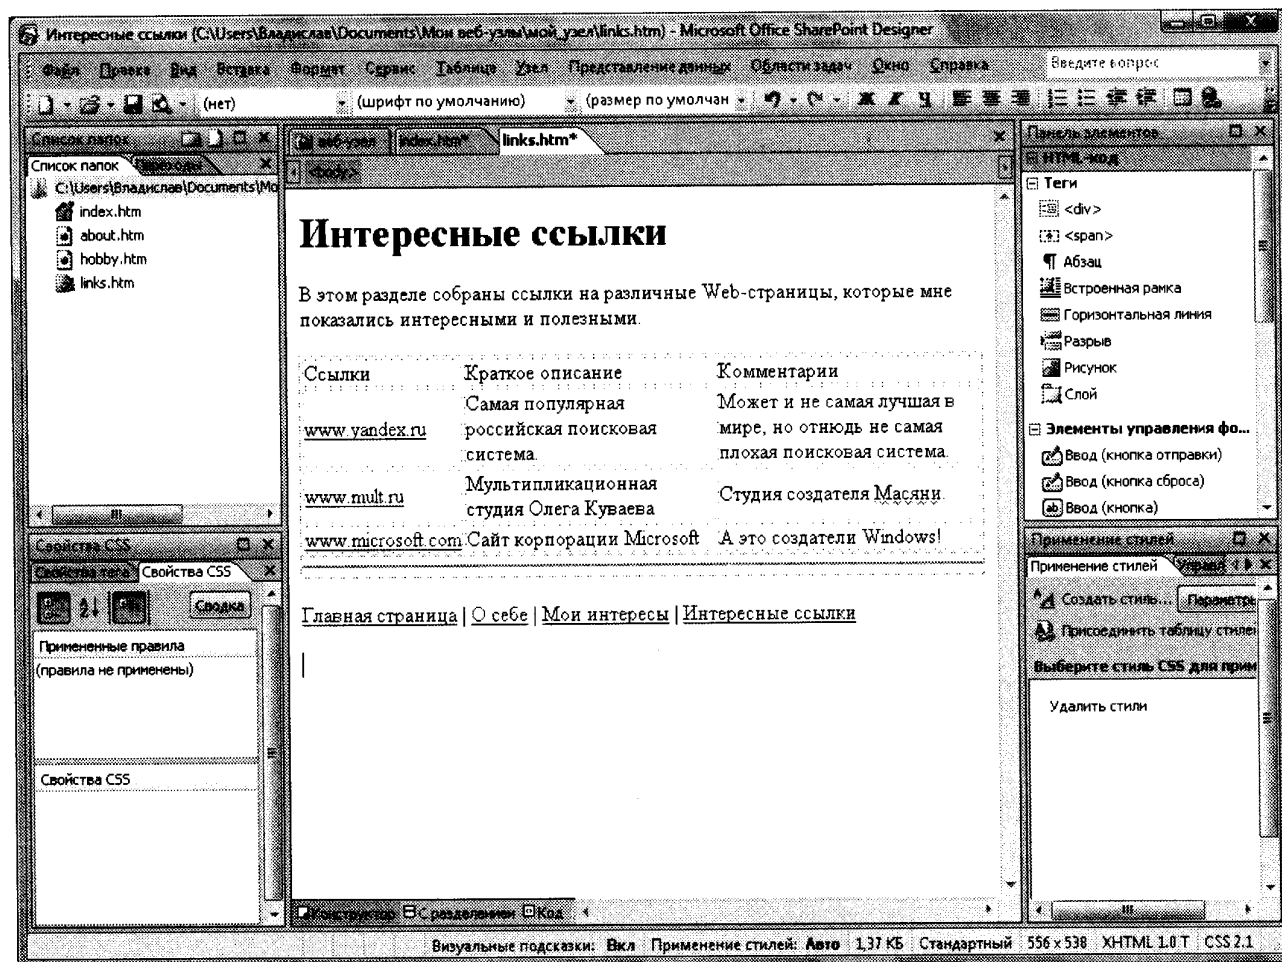 Интересные ссылки (C:\Users\Владислав\Documents\Мои веб-узлы\мой_узел\links.htm) - Microsoft Office SharePoint Designer
Файл Правка Вид Вставка Формат Сервис Таблица Узел Представление данных Области задач Окно Справка Введите вопрос
(нет) (шрифт по умолчанию) (размер по умолчан Ж К Ч
Список папок
Список папок Переходы
C:\Users\Владислав\Documents\Мо
index.htm
about.htm
hobby.htm
links.htm
Свойства CSS
Свойства тега Свойства CSS
Сводка
Примененные правила
(правила не применены)
Свойства CSS
веб-узел index.htm* links.htm*
<body>
Интересные ссылки
В этом разделе собраны ссылки на различные Web-страницы, которые мне
показались интересными и полезными.
Ссылки Краткое описание Комментарии
www.yandex.ru Самая популярная российская поисковая система. Может и не самая лучшая в мире, но отнюдь не самая плохая поисковая система.
www.mult.ru Мультипликационная студия Олега Куваева Студия создателя Масяни.
www.microsoft.com Сайт корпорации Microsoft А это создатели Windows!
Главная страница | О себе | Мои интересы | Интересные ссылки
Конструктор С разделением Код
Панель элементов
HTML-код
Теги
<div>
<span>
Абзац
Встроенная рамка
Горизонтальная линия
Разрыв
Рисунок
Слой
Элементы управления фо...
Ввод (кнопка отправки)
Ввод (кнопка сброса)
Ввод (кнопка)
Применение стилей
Применение стилей Управл
Создать стиль... Параметры
Присоединить таблицу стилей
Выберите стиль CSS для прим
Удалить стили
Визуальные подсказки: Вкл Применение стилей: Авто 1,37 КБ Стандартный 556 x 538 XHTML 1.0 T CSS 2.1